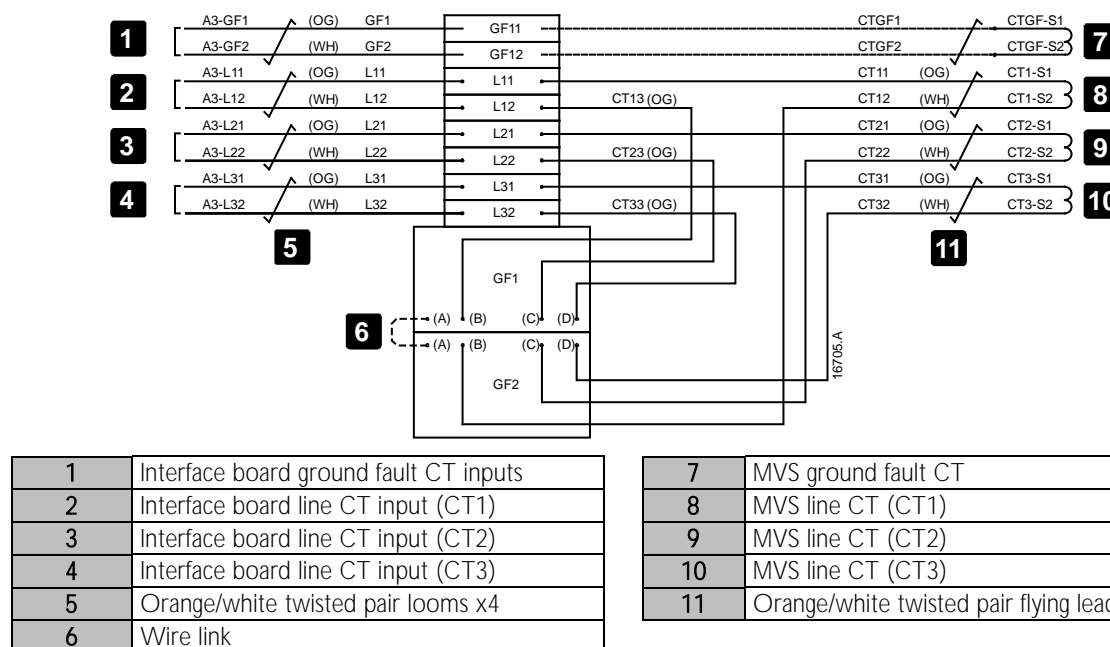 1 A3-GF1 (OG) GF1 GF11 CTGF1 CTGF-S1 7
A3-GF2 (WH) GF2 GF12 CTGF2 CTGF-S2
2 A3-L11 (OG) L11 L11 CT11 (OG) CT1-S1 8
A3-L12 (WH) L12 L12 CT13 (OG) CT12 (WH) CT1-S2
3 A3-L21 (OG) L21 L21 CT21 (OG) CT2-S1 9
A3-L22 (WH) L22 L22 CT23 (OG) CT22 (WH) CT2-S2
4 A3-L31 (OG) L31 L31 CT31 (OG) CT3-S1 10
A3-L32 (WH) L32 L32 CT33 (OG) CT32 (WH) CT3-S2
5 11
GF1
6 (A) (B) (C) (D)
(A) (B) (C) (D)
GF2
16705.A
1 Interface board ground fault CT inputs
2 Interface board line CT input (CT1)
3 Interface board line CT input (CT2)
4 Interface board line CT input (CT3)
5 Orange/white twisted pair looms x4
6 Wire link
7 MVS ground fault CT
8 MVS line CT (CT1)
9 MVS line CT (CT2)
10 MVS line CT (CT3)
11 Orange/white twisted pair flying